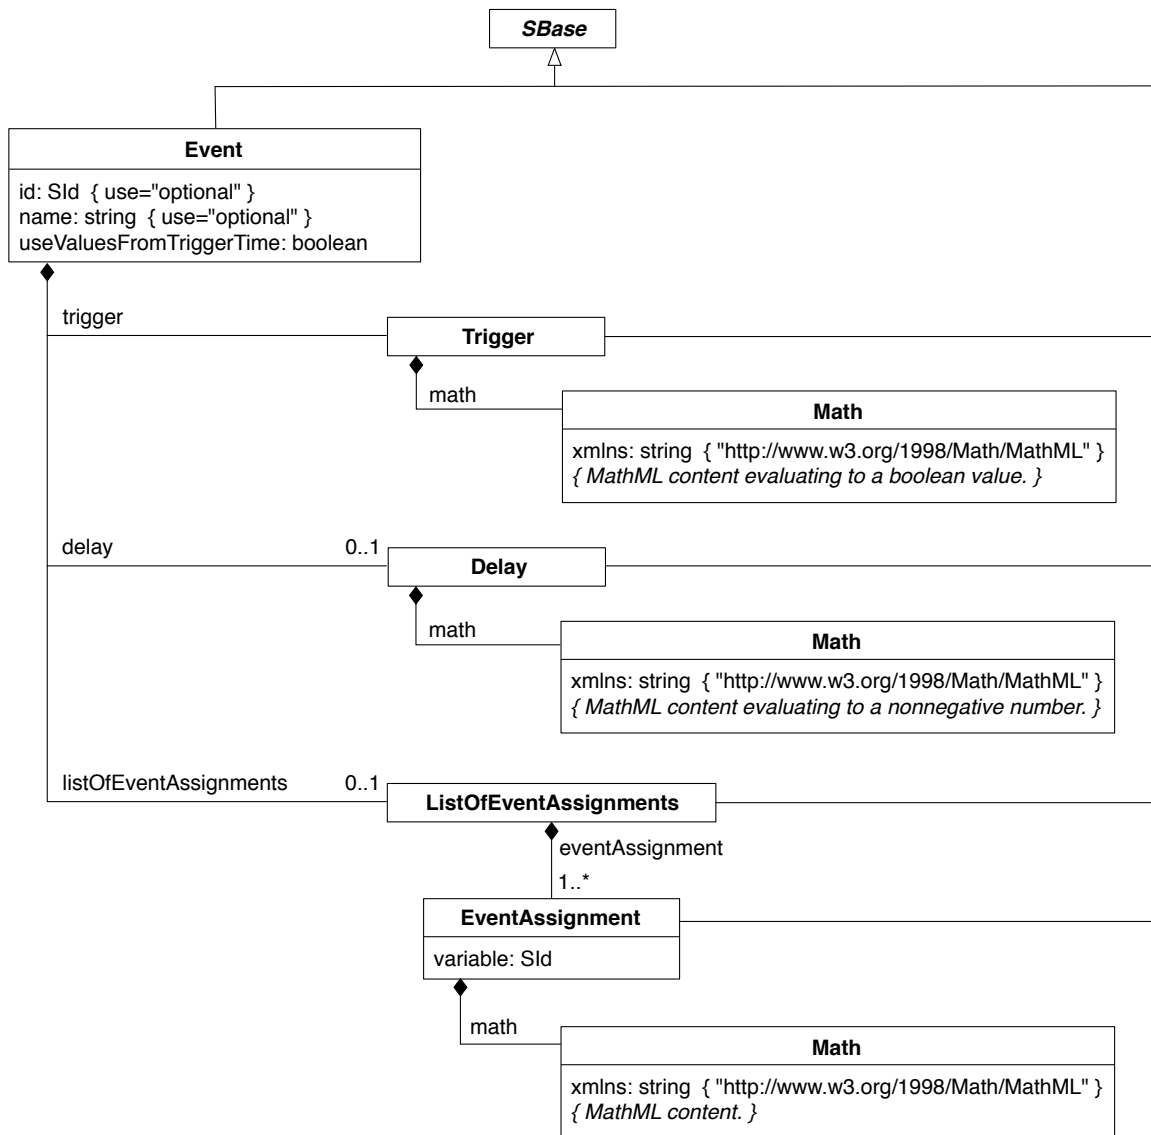 SBase
Event
id: SId { use="optional" }
name: string { use="optional" }
useValuesFromTriggerTime: boolean
trigger
Trigger
math
Math
xmlns: string { "http://www.w3.org/1998/Math/MathML" }
{ MathML content evaluating to a boolean value. }
delay 0..1
Delay
math
Math
xmlns: string { "http://www.w3.org/1998/Math/MathML" }
{ MathML content evaluating to a nonnegative number. }
listOfEventAssignments 0..1
ListOfEventAssignments
eventAssignment
1..*
EventAssignment
variable: SId
math
Math
xmlns: string { "http://www.w3.org/1998/Math/MathML" }
{ MathML content. }